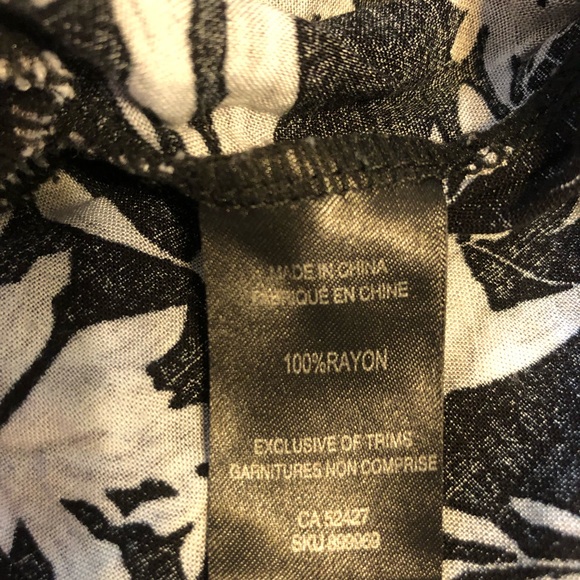 MADE IN CHINA
FABRIQUE EN CHINE
100%RAYON
EXCLUSIVE OF TRIMS
GARNITURES NON COMPRISE
CA 52427
SKU